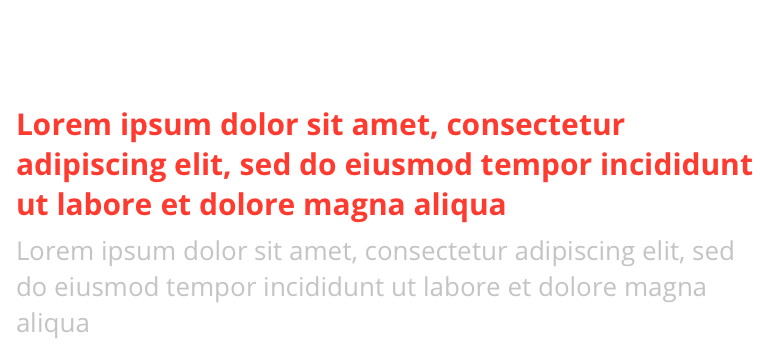 Lorem ipsum dolor sit amet, consectetur
adipiscing elit, sed do eiusmod tempor incididunt
ut labore et dolore magna aliqua
Lorem ipsum dolor sit amet, consectetur adipiscing elit, sed
do eiusmod tempor incididunt ut labore et dolore magna
aliqua